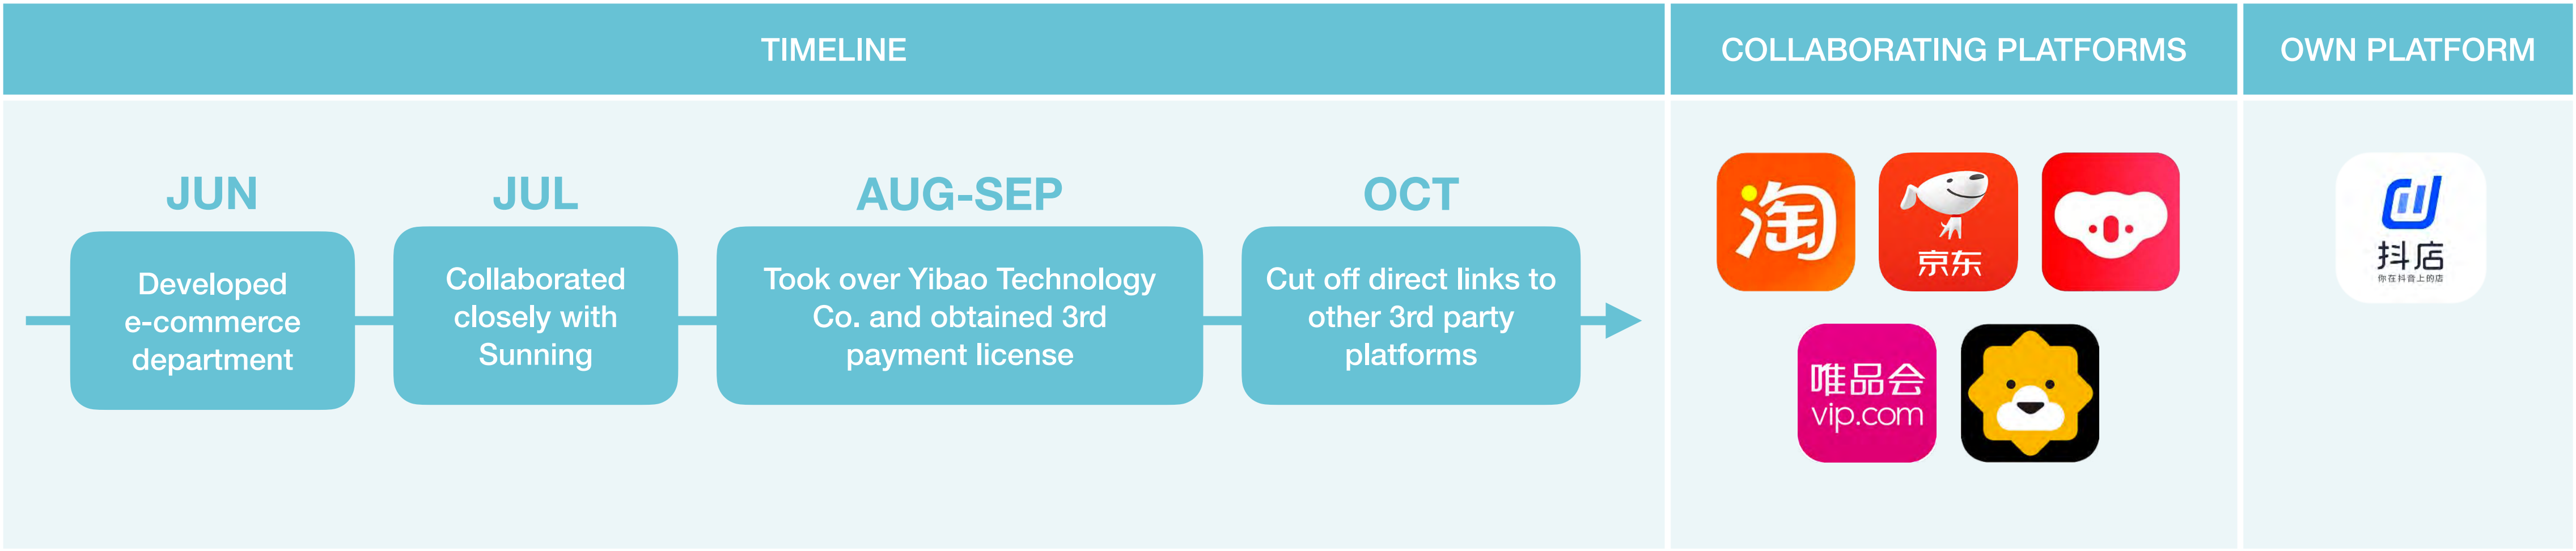 TIMELINE
COLLABORATING PLATFORMS
OWN PLATFORM
JUN
Developed
e-commerce
department
JUL
Collaborated
closely with
Sunning
AUG-SEP
Took over Yibao Technology
Co. and obtained 3rd
payment license
OCT
Cut off direct links to
other 3rd party
platforms
淘
京东
唯品会
vip.com
抖店
你在抖音上的店